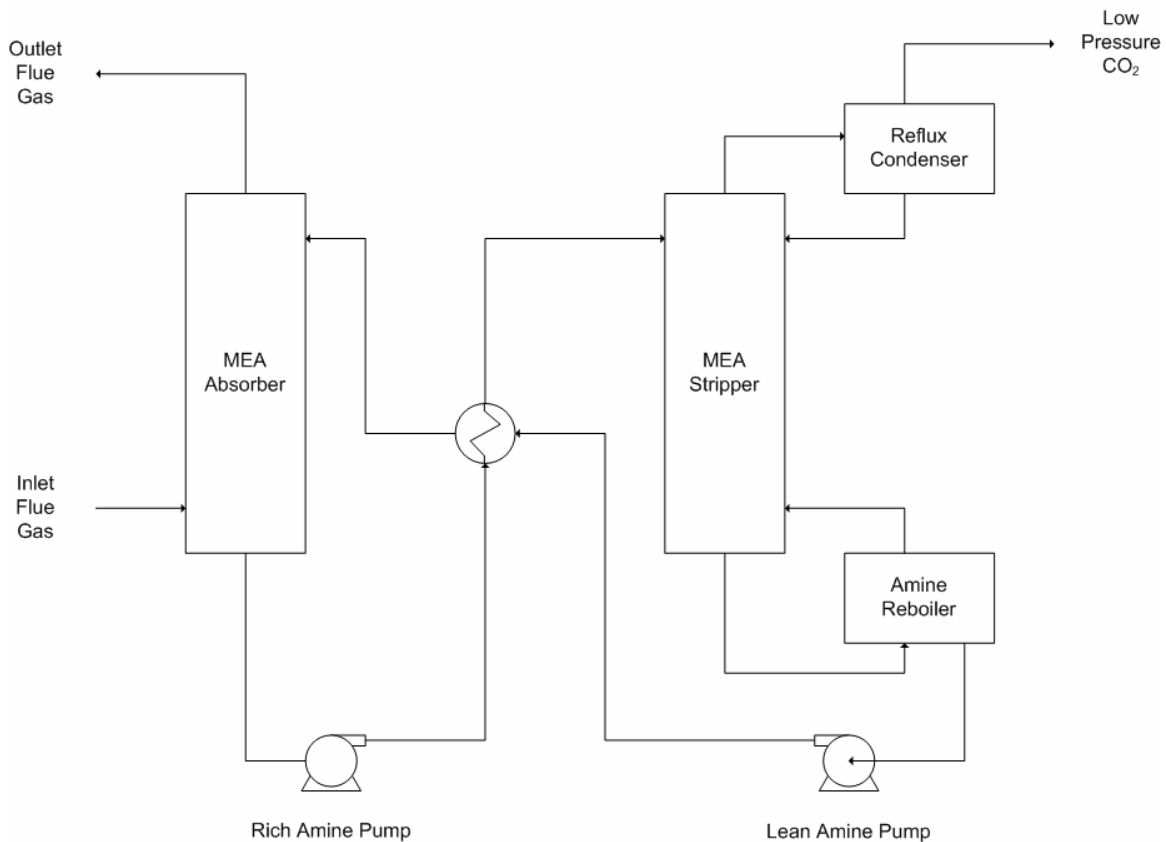 Low
Pressure
CO₂
Outlet
Flue
Gas
Reflux
Condenser
MEA
Absorber
MEA
Stripper
Inlet
Flue
Gas
Amine
Reboiler
Rich Amine Pump
Lean Amine Pump